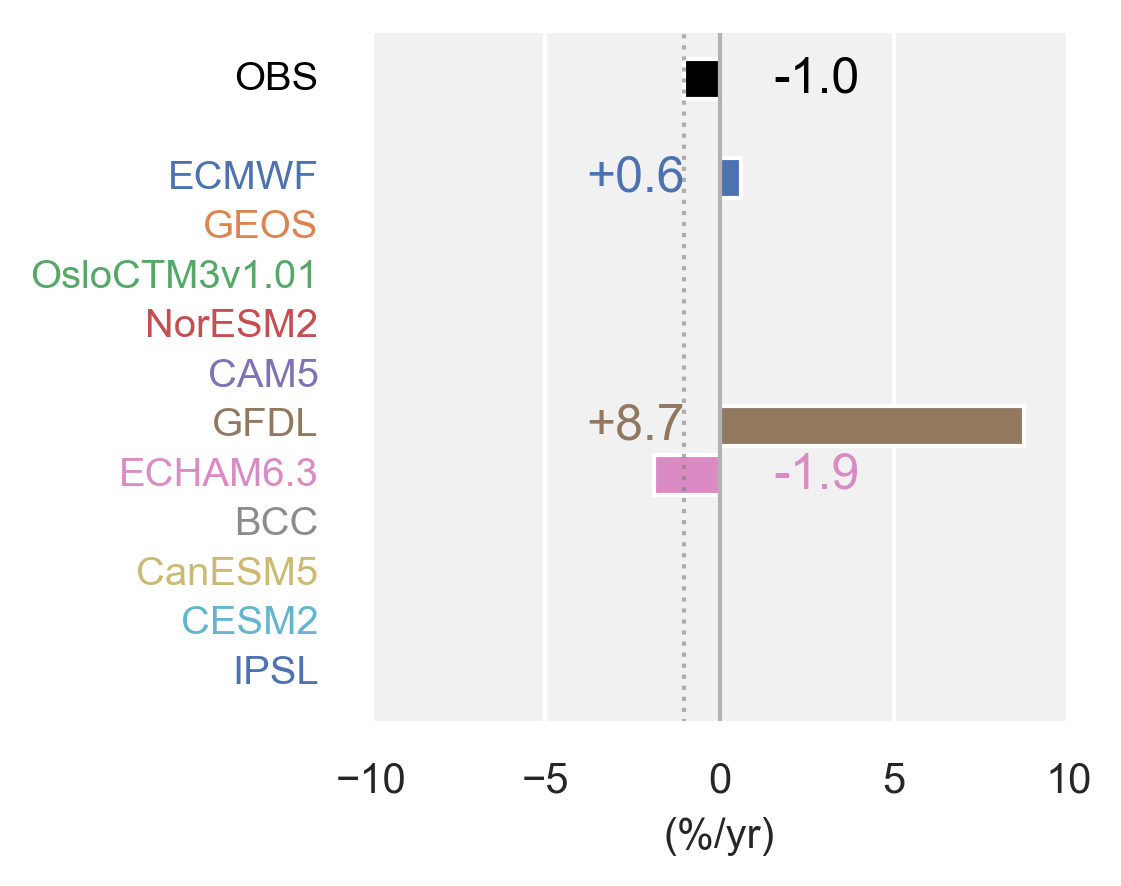 OBS -1.0
ECMWF +0.6
GEOS
OsloCTM3v1.01
NorESM2
CAM5
GFDL +8.7
ECHAM6.3 -1.9
BCC
CanESM5
CESM2
IPSL
−10 −5 0 5 10
(%/yr)